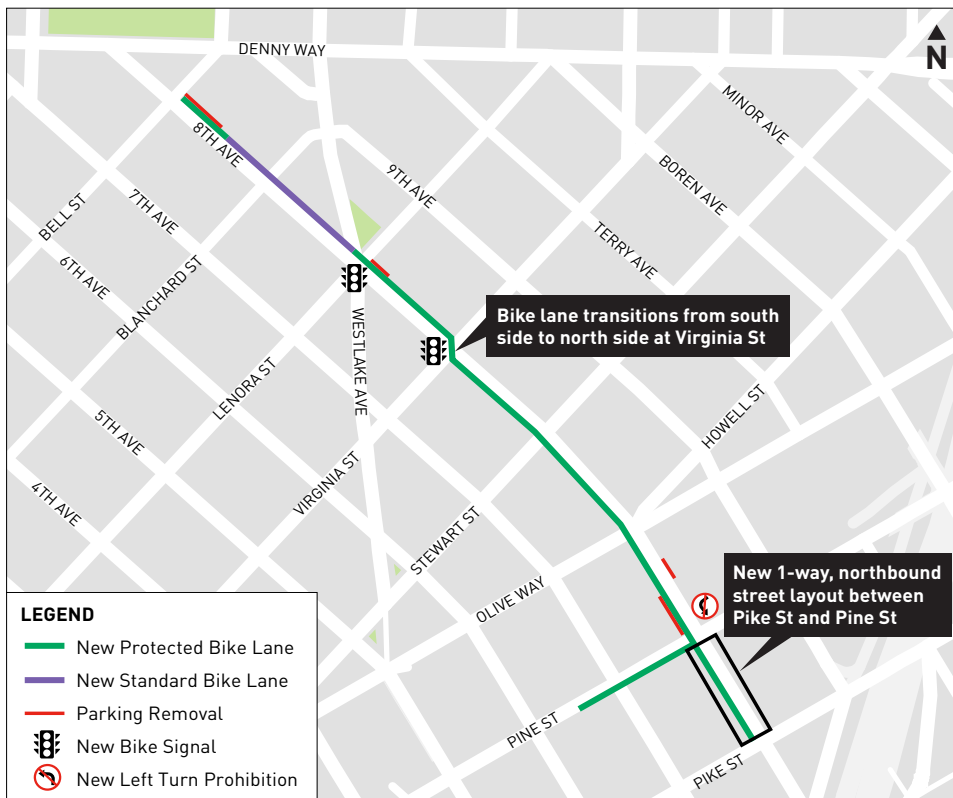 DENNY WAY
N
MINOR AVE
8TH AVE
9TH AVE
BOREN AVE
BELL ST
7TH AVE
TERRY AVE
6TH AVE
BLANCHARD ST
Bike lane transitions from south
side to north side at Virginia St
WESTLAKE AVE
LENORA ST
HOWELL ST
5TH AVE
VIRGINIA ST
4TH AVE
STEWART ST
OLIVE WAY
New 1-way, northbound
street layout between
Pike St and Pine St
PINE ST
PIKE ST
LEGEND
New Protected Bike Lane
New Standard Bike Lane
Parking Removal
New Bike Signal
New Left Turn Prohibition